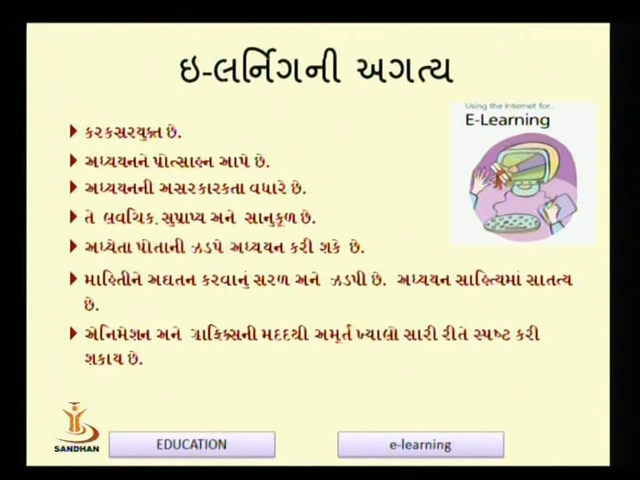 ઇ-લર્નિગની અગત્ય
Using the Internet for...
E-Learning
કરકસરયુક્ત છે.
અધ્યયનને પ્રોત્સાહન આપે છે.
અધ્યયનની અસરકારકતા વધારે છે.
તે લવચિક, સુપ્રાપ્ય અને સાનુકૂળ છે.
અધ્યેતા પોતાની ઝડપે અધ્યયન કરી શકે છે.
માહિતીને અદ્યતન કરવાનું સરળ અને ઝડપી છે. અધ્યયન સાહિત્યમાં સાતત્ય
છે.
એનિમેશન અને ગ્રાફિક્સની મદદથી અમૂર્ત ખ્યાલો સારી રીતે સ્પષ્ટ કરી
શકાય છે.
SANDHAN
EDUCATION
e-learning